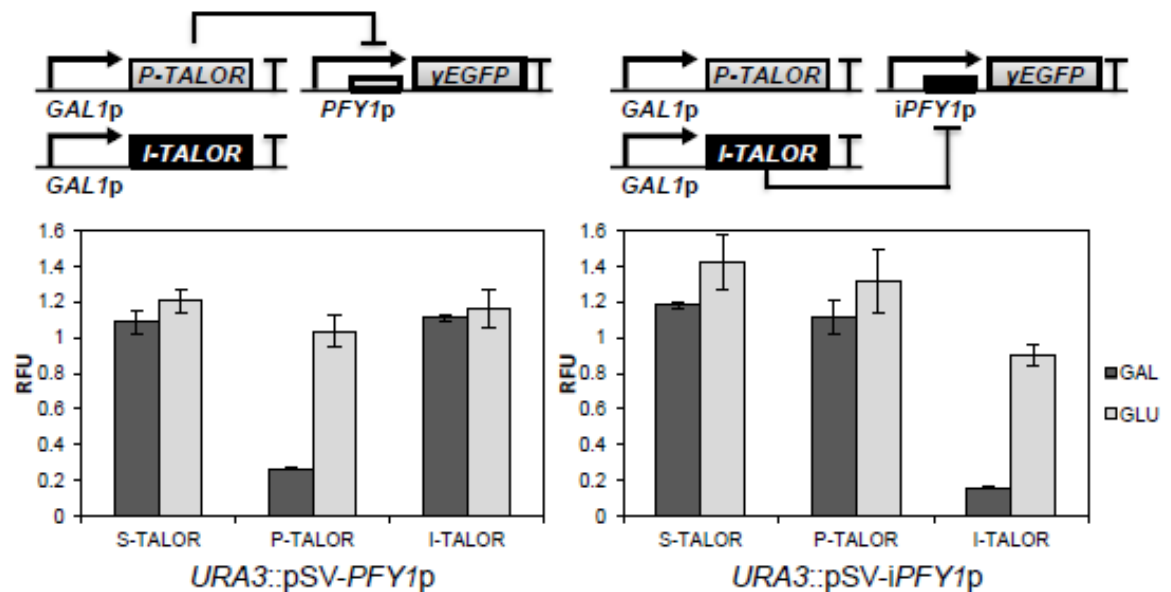 P-TALOR yEGFP
GAL1p PFY1p
I-TALOR
GAL1p
P-TALOR yEGFP
GAL1p iPFY1p
I-TALOR
GAL1p
RFU
1.6
1.4
1.2
1
0.8
0.6
0.4
0.2
0
S-TALOR P-TALOR I-TALOR
URA3::pSV-PFY1p
RFU
1.6
1.4
1.2
1
0.8
0.6
0.4
0.2
0
S-TALOR P-TALOR I-TALOR
URA3::pSV-iPFY1p
GAL
GLU